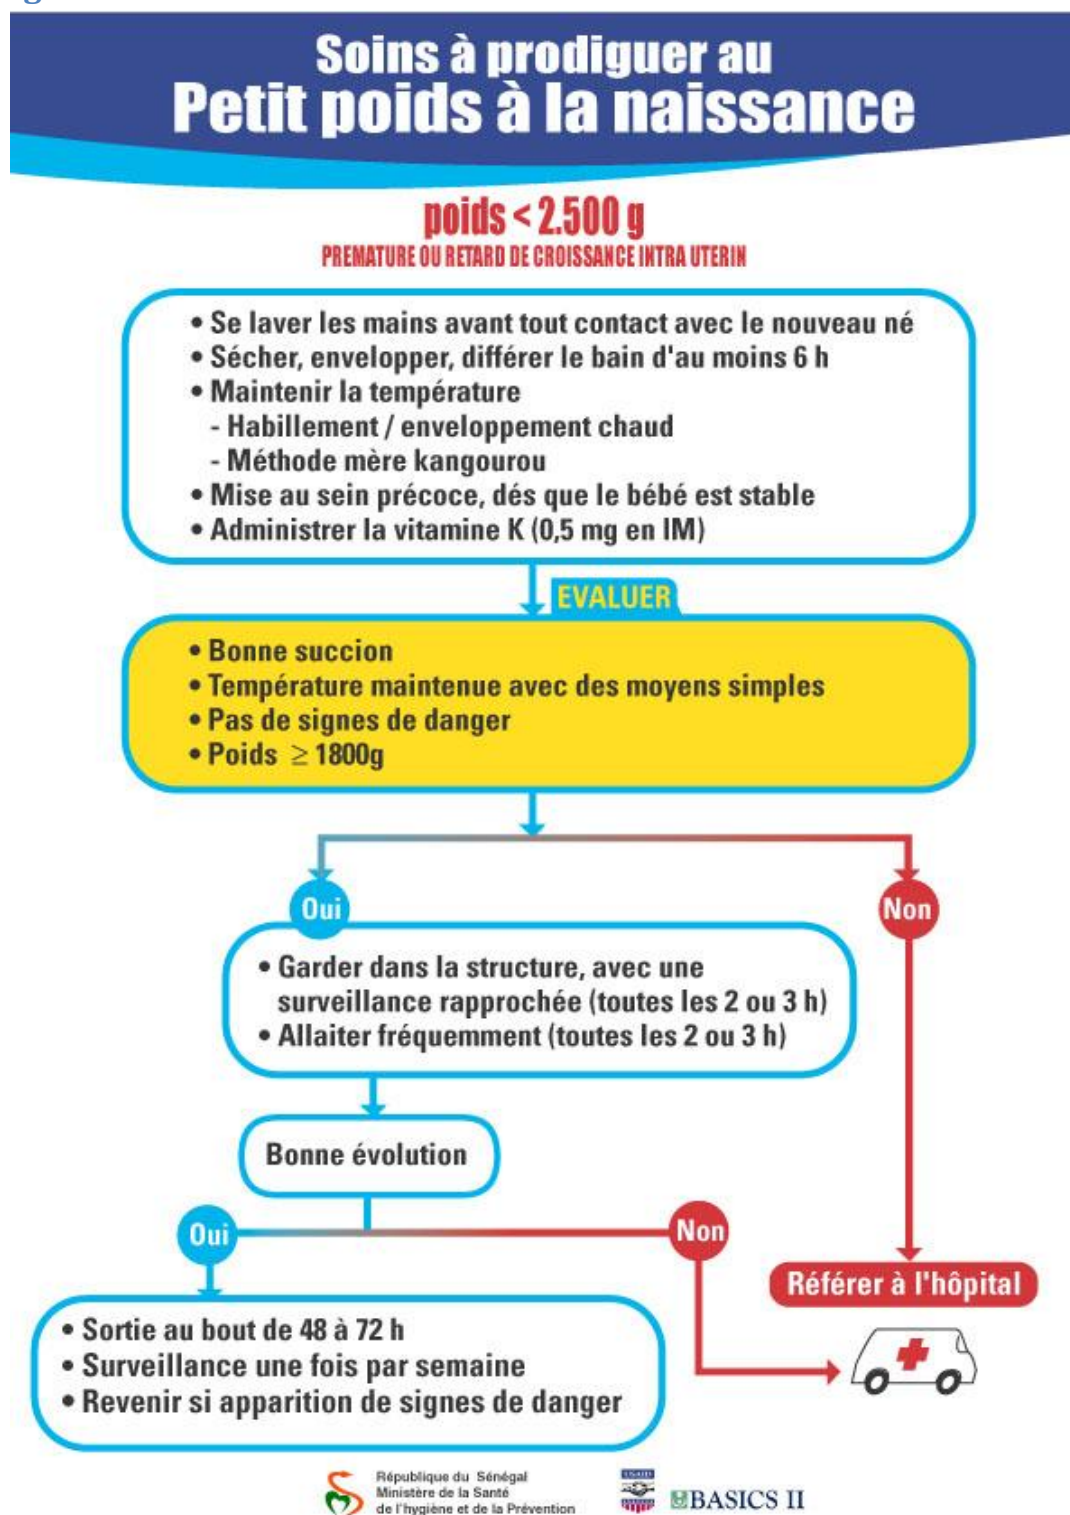 Soins à prodiguer au
Petit poids à la naissance
poids < 2.500 g
PREMATURE OU RETARD DE CROISSANCE INTRA UTERIN
• Se laver les mains avant tout contact avec le nouveau né
• Sécher, envelopper, différer le bain d'au moins 6 h
• Maintenir la température
- Habillement / enveloppement chaud
- Méthode mère kangourou
• Mise au sein précoce, dés que le bébé est stable
• Administrer la vitamine K (0,5 mg en IM)
EVALUER
• Bonne succion
• Température maintenue avec des moyens simples
• Pas de signes de danger
• Poids ≥ 1800g
Oui
Non
• Garder dans la structure, avec une
surveillance rapprochée (toutes les 2 ou 3 h)
• Allaiter fréquemment (toutes les 2 ou 3 h)
Bonne évolution
Oui
Non
Référer à l'hôpital
• Sortie au bout de 48 à 72 h
• Surveillance une fois par semaine
• Revenir si apparition de signes de danger
République du Sénégal
Ministère de la Santé
de l'hygiène et de la Prévention
USAID
BASICS II